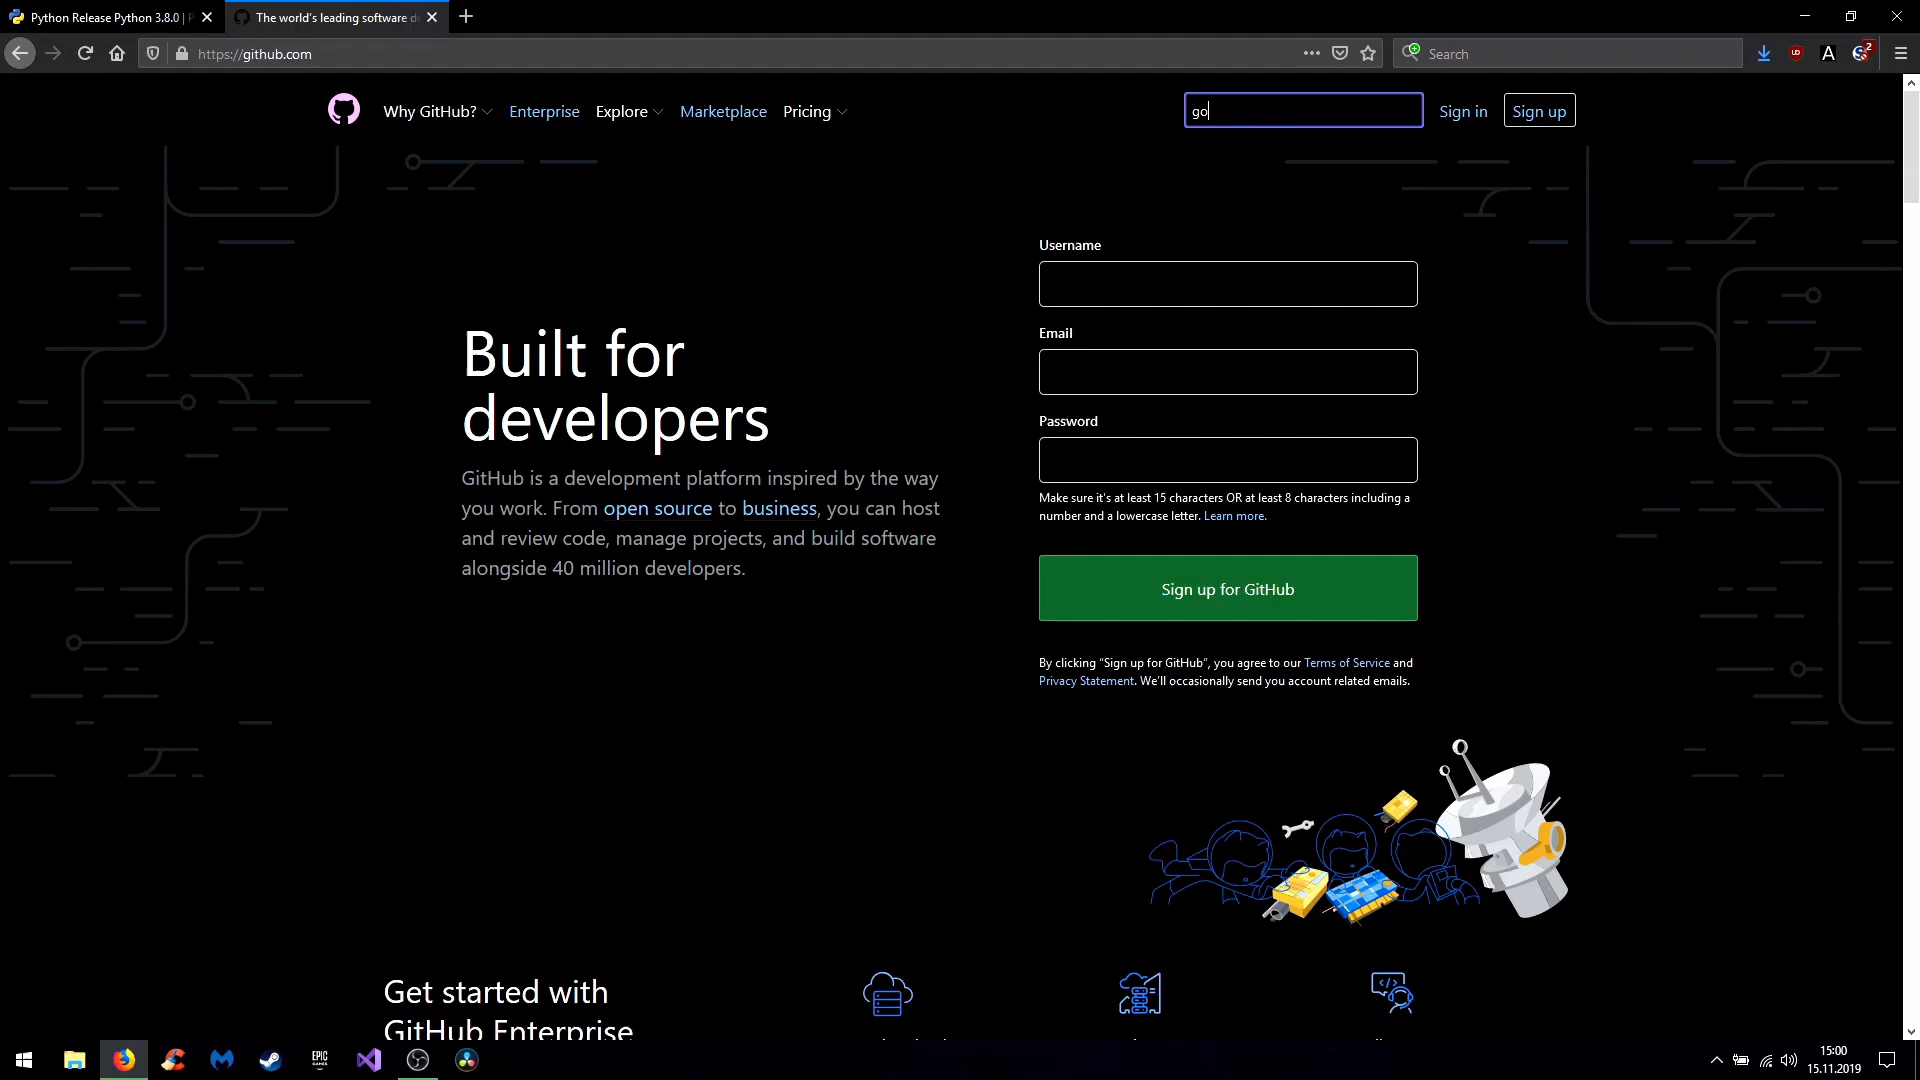 Python Release Python 3.8.0 | P
The world's leading software d
https://github.com
Search
2
Why GitHub?
Enterprise
Explore
Marketplace
Pricing
go
Sign in
Sign up
Username
Email
Built for
developers
Password
GitHub is a development platform inspired by the way
you work. From open source to business, you can host
and review code, manage projects, and build software
alongside 40 million developers.
Make sure it's at least 15 characters OR at least 8 characters including a
number and a lowercase letter. Learn more.
Sign up for GitHub
By clicking “Sign up for GitHub”, you agree to our Terms of Service and
Privacy Statement. We'll occasionally send you account related emails.
Get started with
GitHub Enterprise
EPIC
GAMES
15:00
15.11.2019